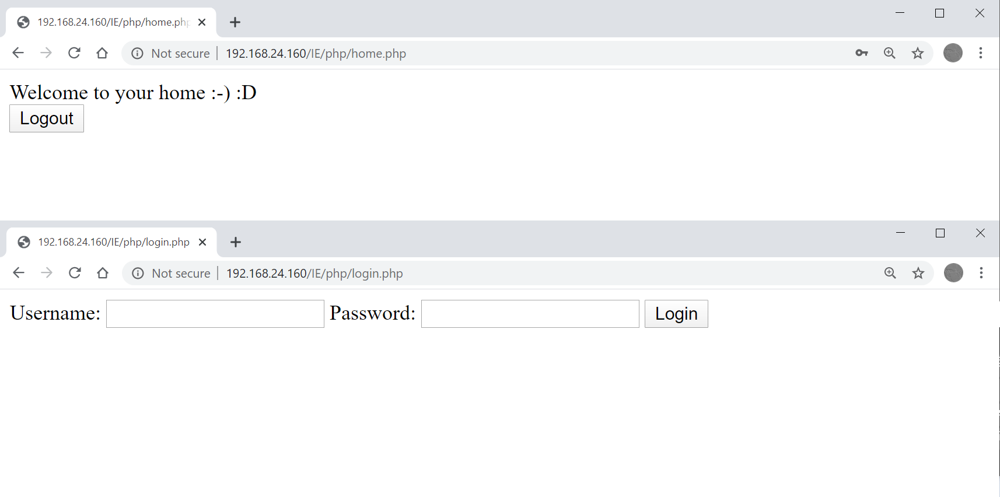 192.168.24.160/IE/php/home.php
Not secure | 192.168.24.160/IE/php/home.php
Welcome to your home :-) :D
Logout
192.168.24.160/IE/php/login.php
Not secure | 192.168.24.160/IE/php/login.php
Username: Password: Login